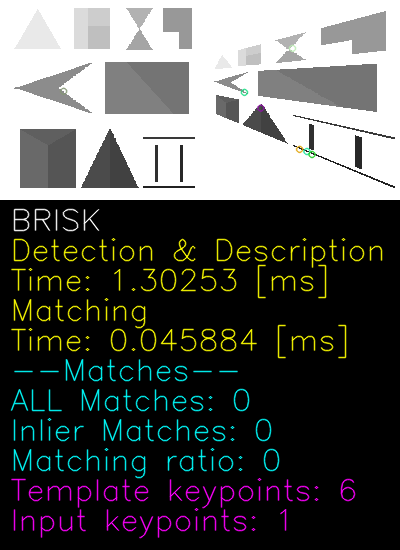 BRISK
Detection & Description
Time: 1.30253 [ms]
Matching
Time: 0.045884 [ms]
--Matches--
ALL Matches: 0
Inlier Matches: 0
Matching ratio: 0
Template keypoints: 6
Input keypoints: 1